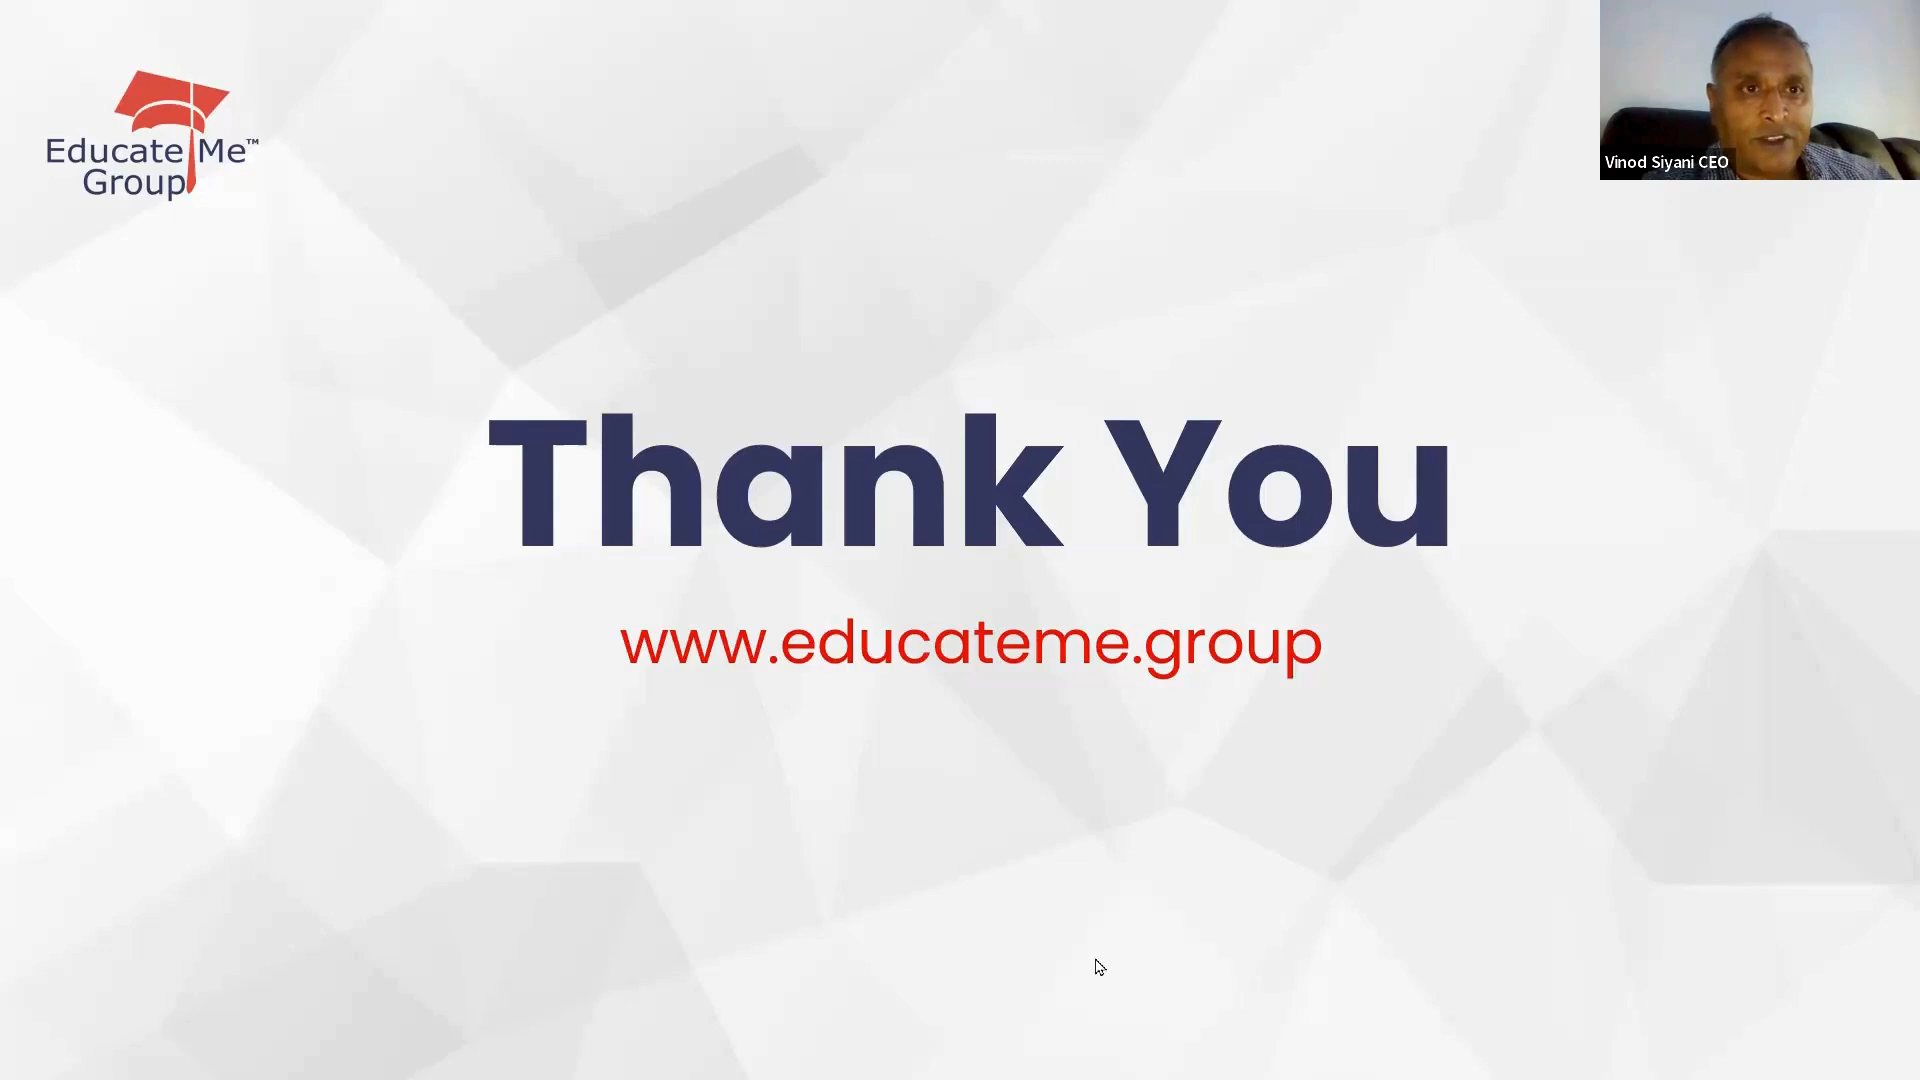 Educate Me™
Group
Vinod Siyani CEO
Thank You
www.educateme.group